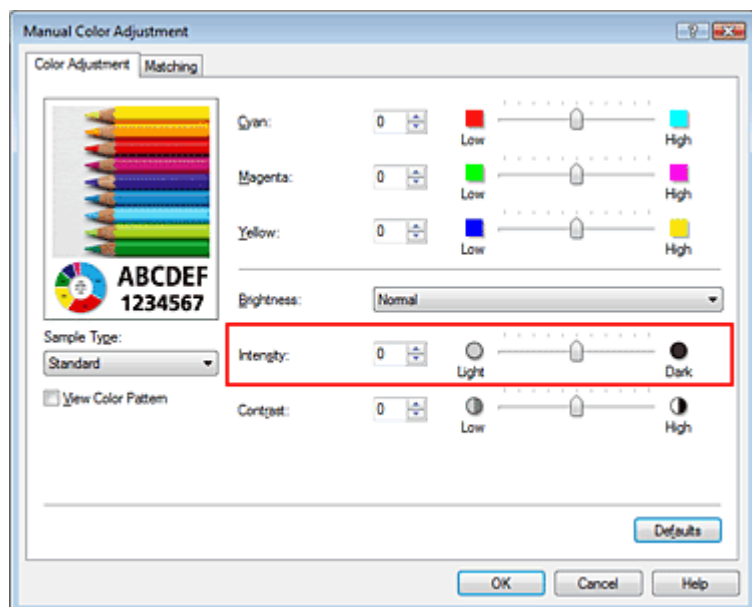 Manual Color Adjustment
Color Adjustment Matching
Cyan: 0 Low High
Magenta: 0 Low High
Yellow: 0 Low High
ABCDEF
1234567
Brightness: Normal
Sample Type:
Standard
Intensity: 0 Light Dark
View Color Pattern
Contrast: 0 Low High
Defaults
OK Cancel Help